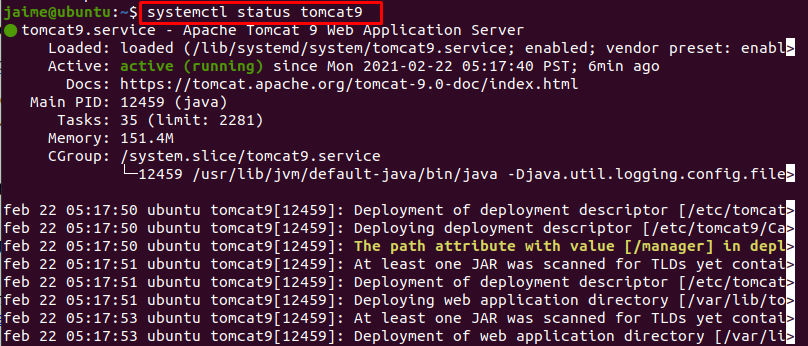 jaime@ubuntu:~$ systemctl status tomcat9
● tomcat9.service - Apache Tomcat 9 Web Application Server
Loaded: loaded (/lib/systemd/system/tomcat9.service; enabled; vendor preset: enabl>
Active: active (running) since Mon 2021-02-22 05:17:40 PST; 6min ago
Docs: https://tomcat.apache.org/tomcat-9.0-doc/index.html
Main PID: 12459 (java)
Tasks: 35 (limit: 2281)
Memory: 151.4M
CGroup: /system.slice/tomcat9.service
└─12459 /usr/lib/jvm/default-java/bin/java -Djava.util.logging.config.file>
feb 22 05:17:50 ubuntu tomcat9[12459]: Deployment of deployment descriptor [/etc/tomcat>
feb 22 05:17:50 ubuntu tomcat9[12459]: Deploying deployment descriptor [/etc/tomcat9/Ca>
feb 22 05:17:50 ubuntu tomcat9[12459]: The path attribute with value [/manager] in depl>
feb 22 05:17:51 ubuntu tomcat9[12459]: At least one JAR was scanned for TLDs yet contai>
feb 22 05:17:51 ubuntu tomcat9[12459]: Deployment of deployment descriptor [/etc/tomcat>
feb 22 05:17:51 ubuntu tomcat9[12459]: Deploying web application directory [/var/lib/to>
feb 22 05:17:53 ubuntu tomcat9[12459]: At least one JAR was scanned for TLDs yet contai>
feb 22 05:17:53 ubuntu tomcat9[12459]: Deployment of web application directory [/var/li>